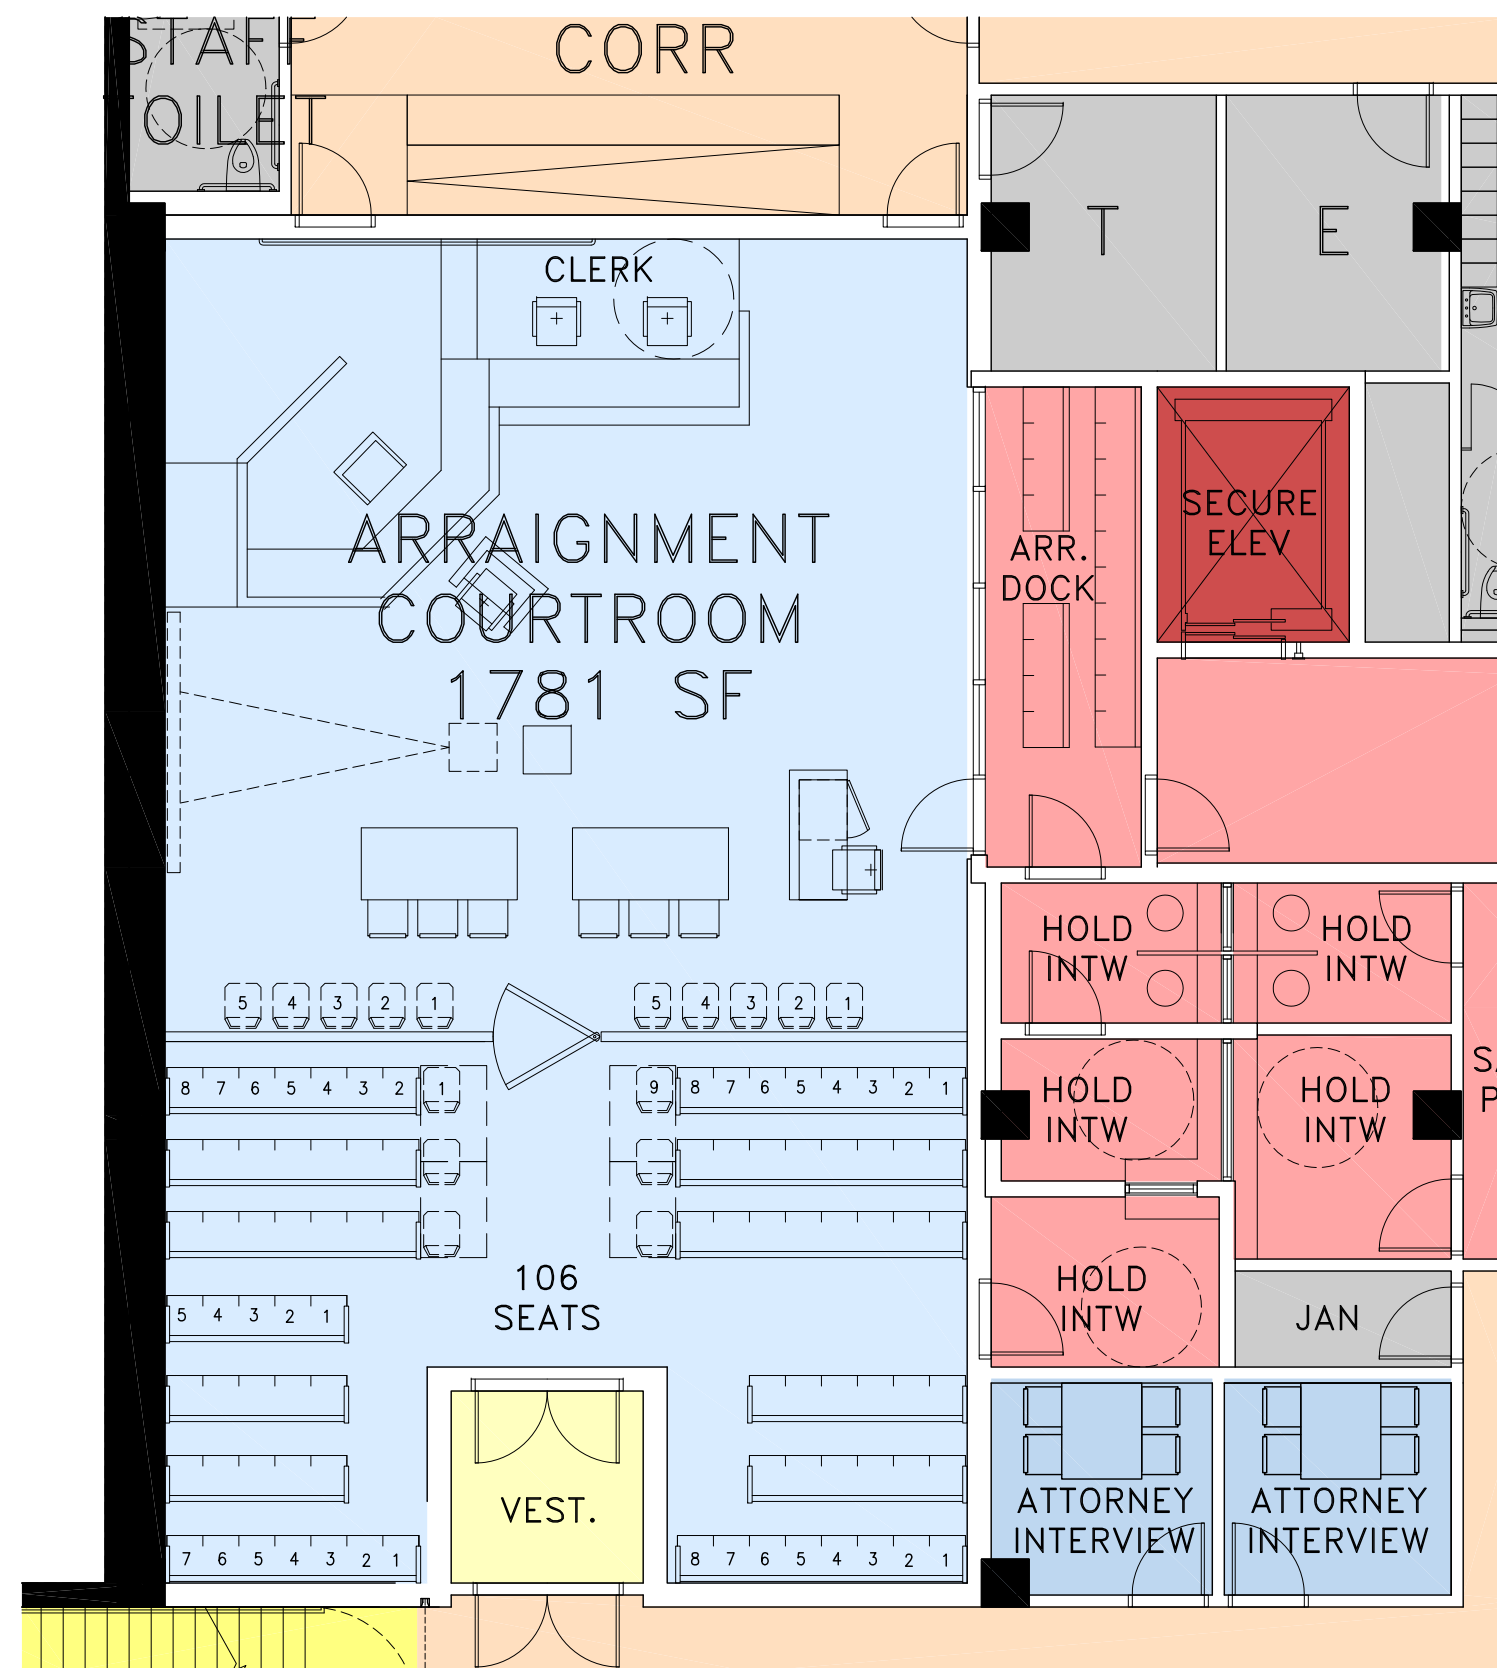 STAFF
TOILET
CORR
T
E
CLERK
ARRAIGNMENT
COURTROOM
1781 SF
ARR.
DOCK
SECURE
ELEV
HOLD
INTW
HOLD
INTW
5 4 3 2 1
5 4 3 2 1
8 7 6 5 4 3 2 1
9 8 7 6 5 4 3 2 1
HOLD
INTW
HOLD
INTW
SA
P
106
SEATS
5 4 3 2 1
HOLD
INTW
JAN
VEST.
ATTORNEY
INTERVIEW
ATTORNEY
INTERVIEW
7 6 5 4 3 2 1
8 7 6 5 4 3 2 1